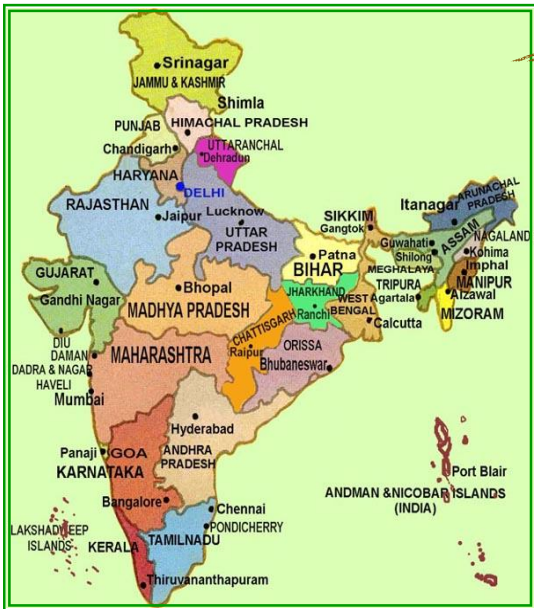 Srinagar
JAMMU & KASHMIR
Shimla
HIMACHAL PRADESH
PUNJAB
Chandigarh
UTTARANCHAL
Dehradun
HARYANA
DELHI
RAJASTHAN
Jaipur
Lucknow
UTTAR
PRADESH
SIKKIM
Gangtok
Itanagar
ARUNACHAL
PRADESH
Guwahati
ASSAM
Shilong
MEGHALAYA
NAGALAND
Kohima
Imphal
MANIPUR
TRIPURA
Agartala
Aizawal
MIZORAM
Patna
BIHAR
GUJARAT
Gandhi Nagar
Bhopal
MADHYA PRADESH
JHARKHAND
Ranchi
WEST
BENGAL
Calcutta
CHATTISGARH
Raipur
ORISSA
Bhubaneswar
DIU
DAMAN
DADRA & NAGAR
HAVELI
MAHARASHTRA
Mumbai
Hyderabad
ANDHRA
PRADESH
Panaji
GOA
KARNATAKA
Bangalore
Chennai
PONDICHERRY
Port Blair
ANDMAN &NICOBAR ISLANDS
(INDIA)
LAKSHADWEEP
ISLANDS
KERALA
TAMILNADU
Thiruvananthapuram